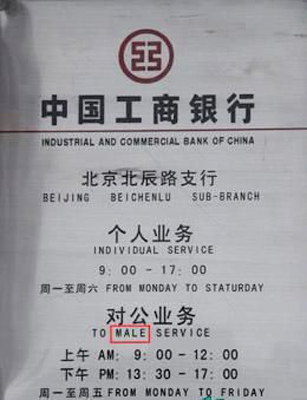 中国工商银行
INDUSTRIAL AND COMMERCIAL BANK OF CHINA
北京北辰路支行
BEIJING BEICHENLU SUB-BRANCH
个人业务
INDIVIDUAL SERVICE
9:00-17:00
周一至周六 FROM MONDAY TO STATURDAY
对公业务
TO MALE SERVICE
上午 AM: 9:00-12:00
下午 PM: 13:30-17:00
周一至周五 FROM MONDAY TO FRIDAY